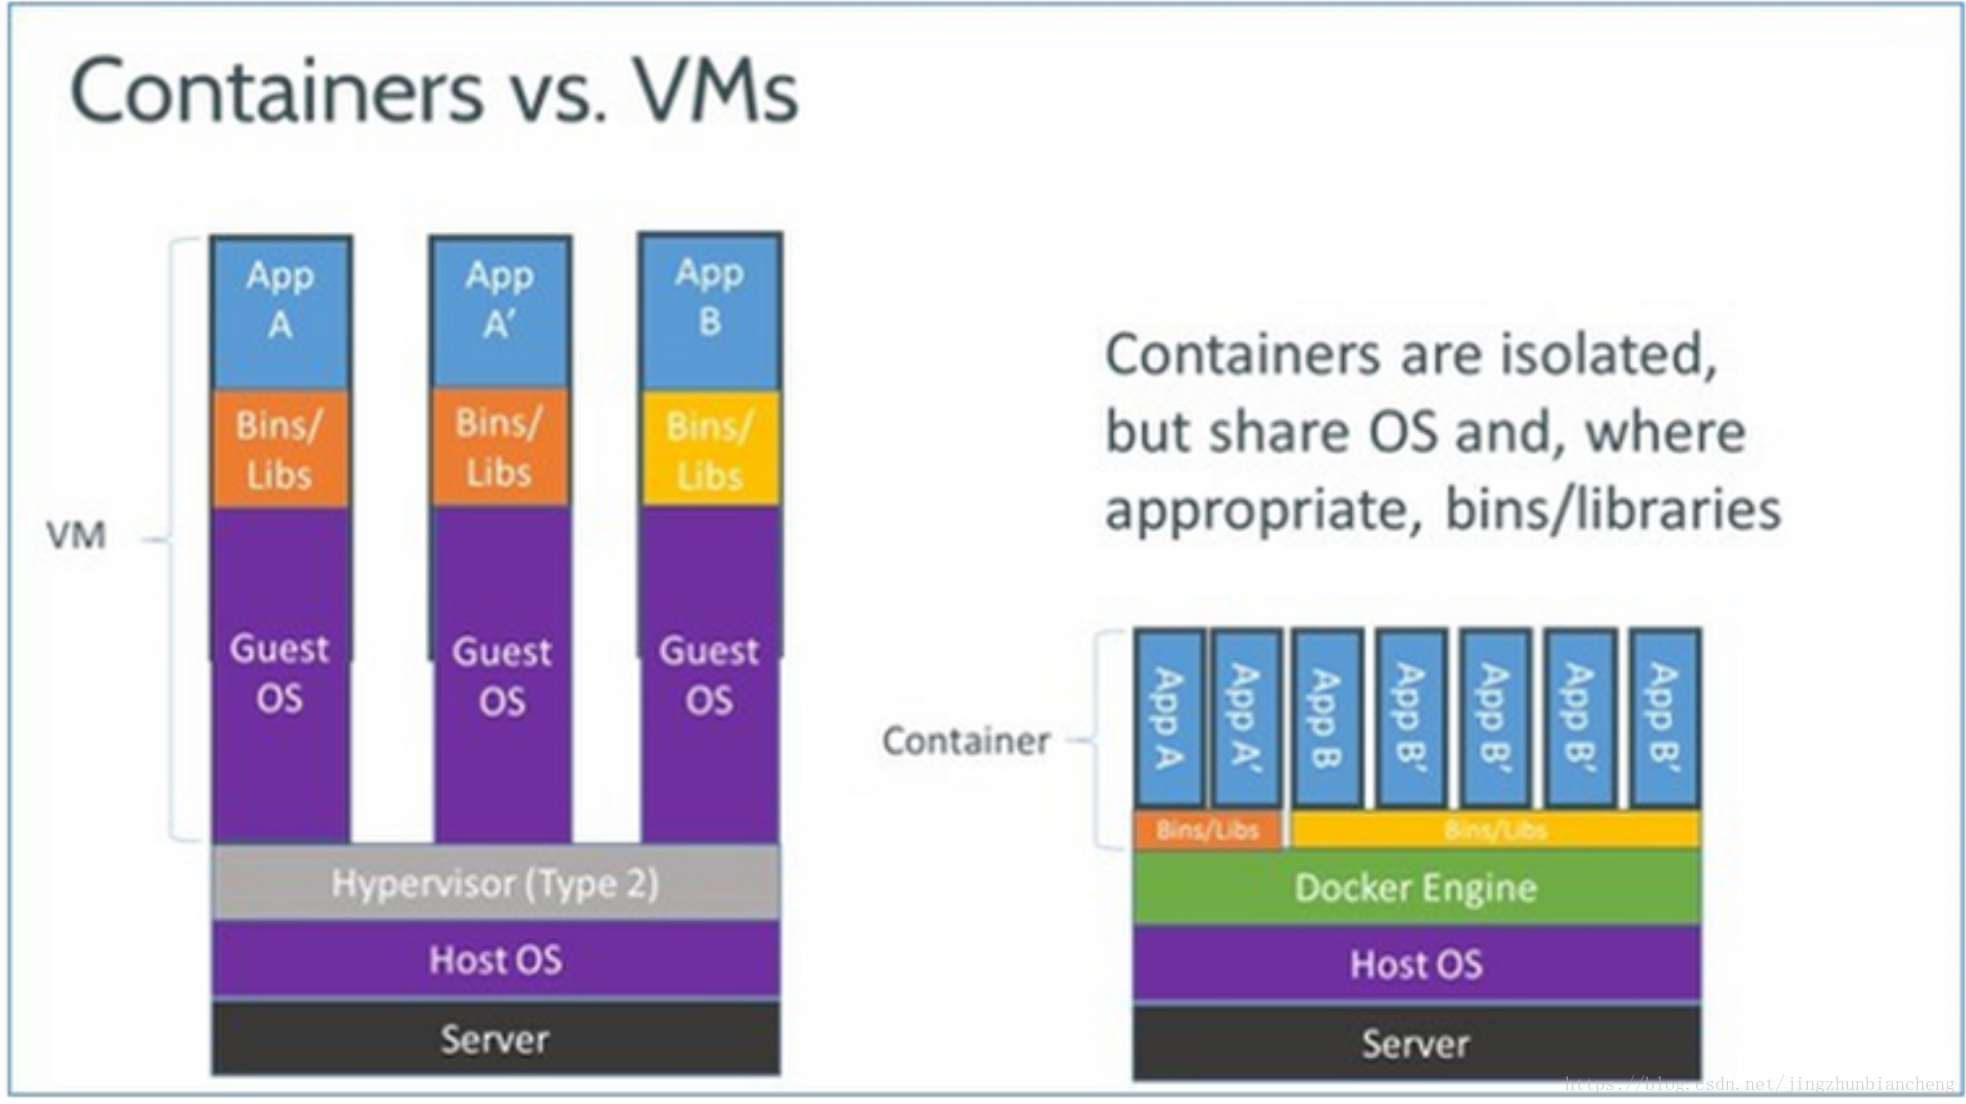 Containers vs. VMs
App
A
App
A’
App
B
Bins/
Libs
Bins/
Libs
Bins/
Libs
VM
Guest
OS
Guest
OS
Guest
OS
Hypervisor (Type 2)
Host OS
Server
Containers are isolated,
but share OS and, where
appropriate, bins/libraries
Container
App A
App A’
App B
App B’
App B’
App B’
App B’
Bins/Libs
Bins/Libs
Docker Engine
Host OS
Server
https://blog.csdn.net/jingzhunbiancheng